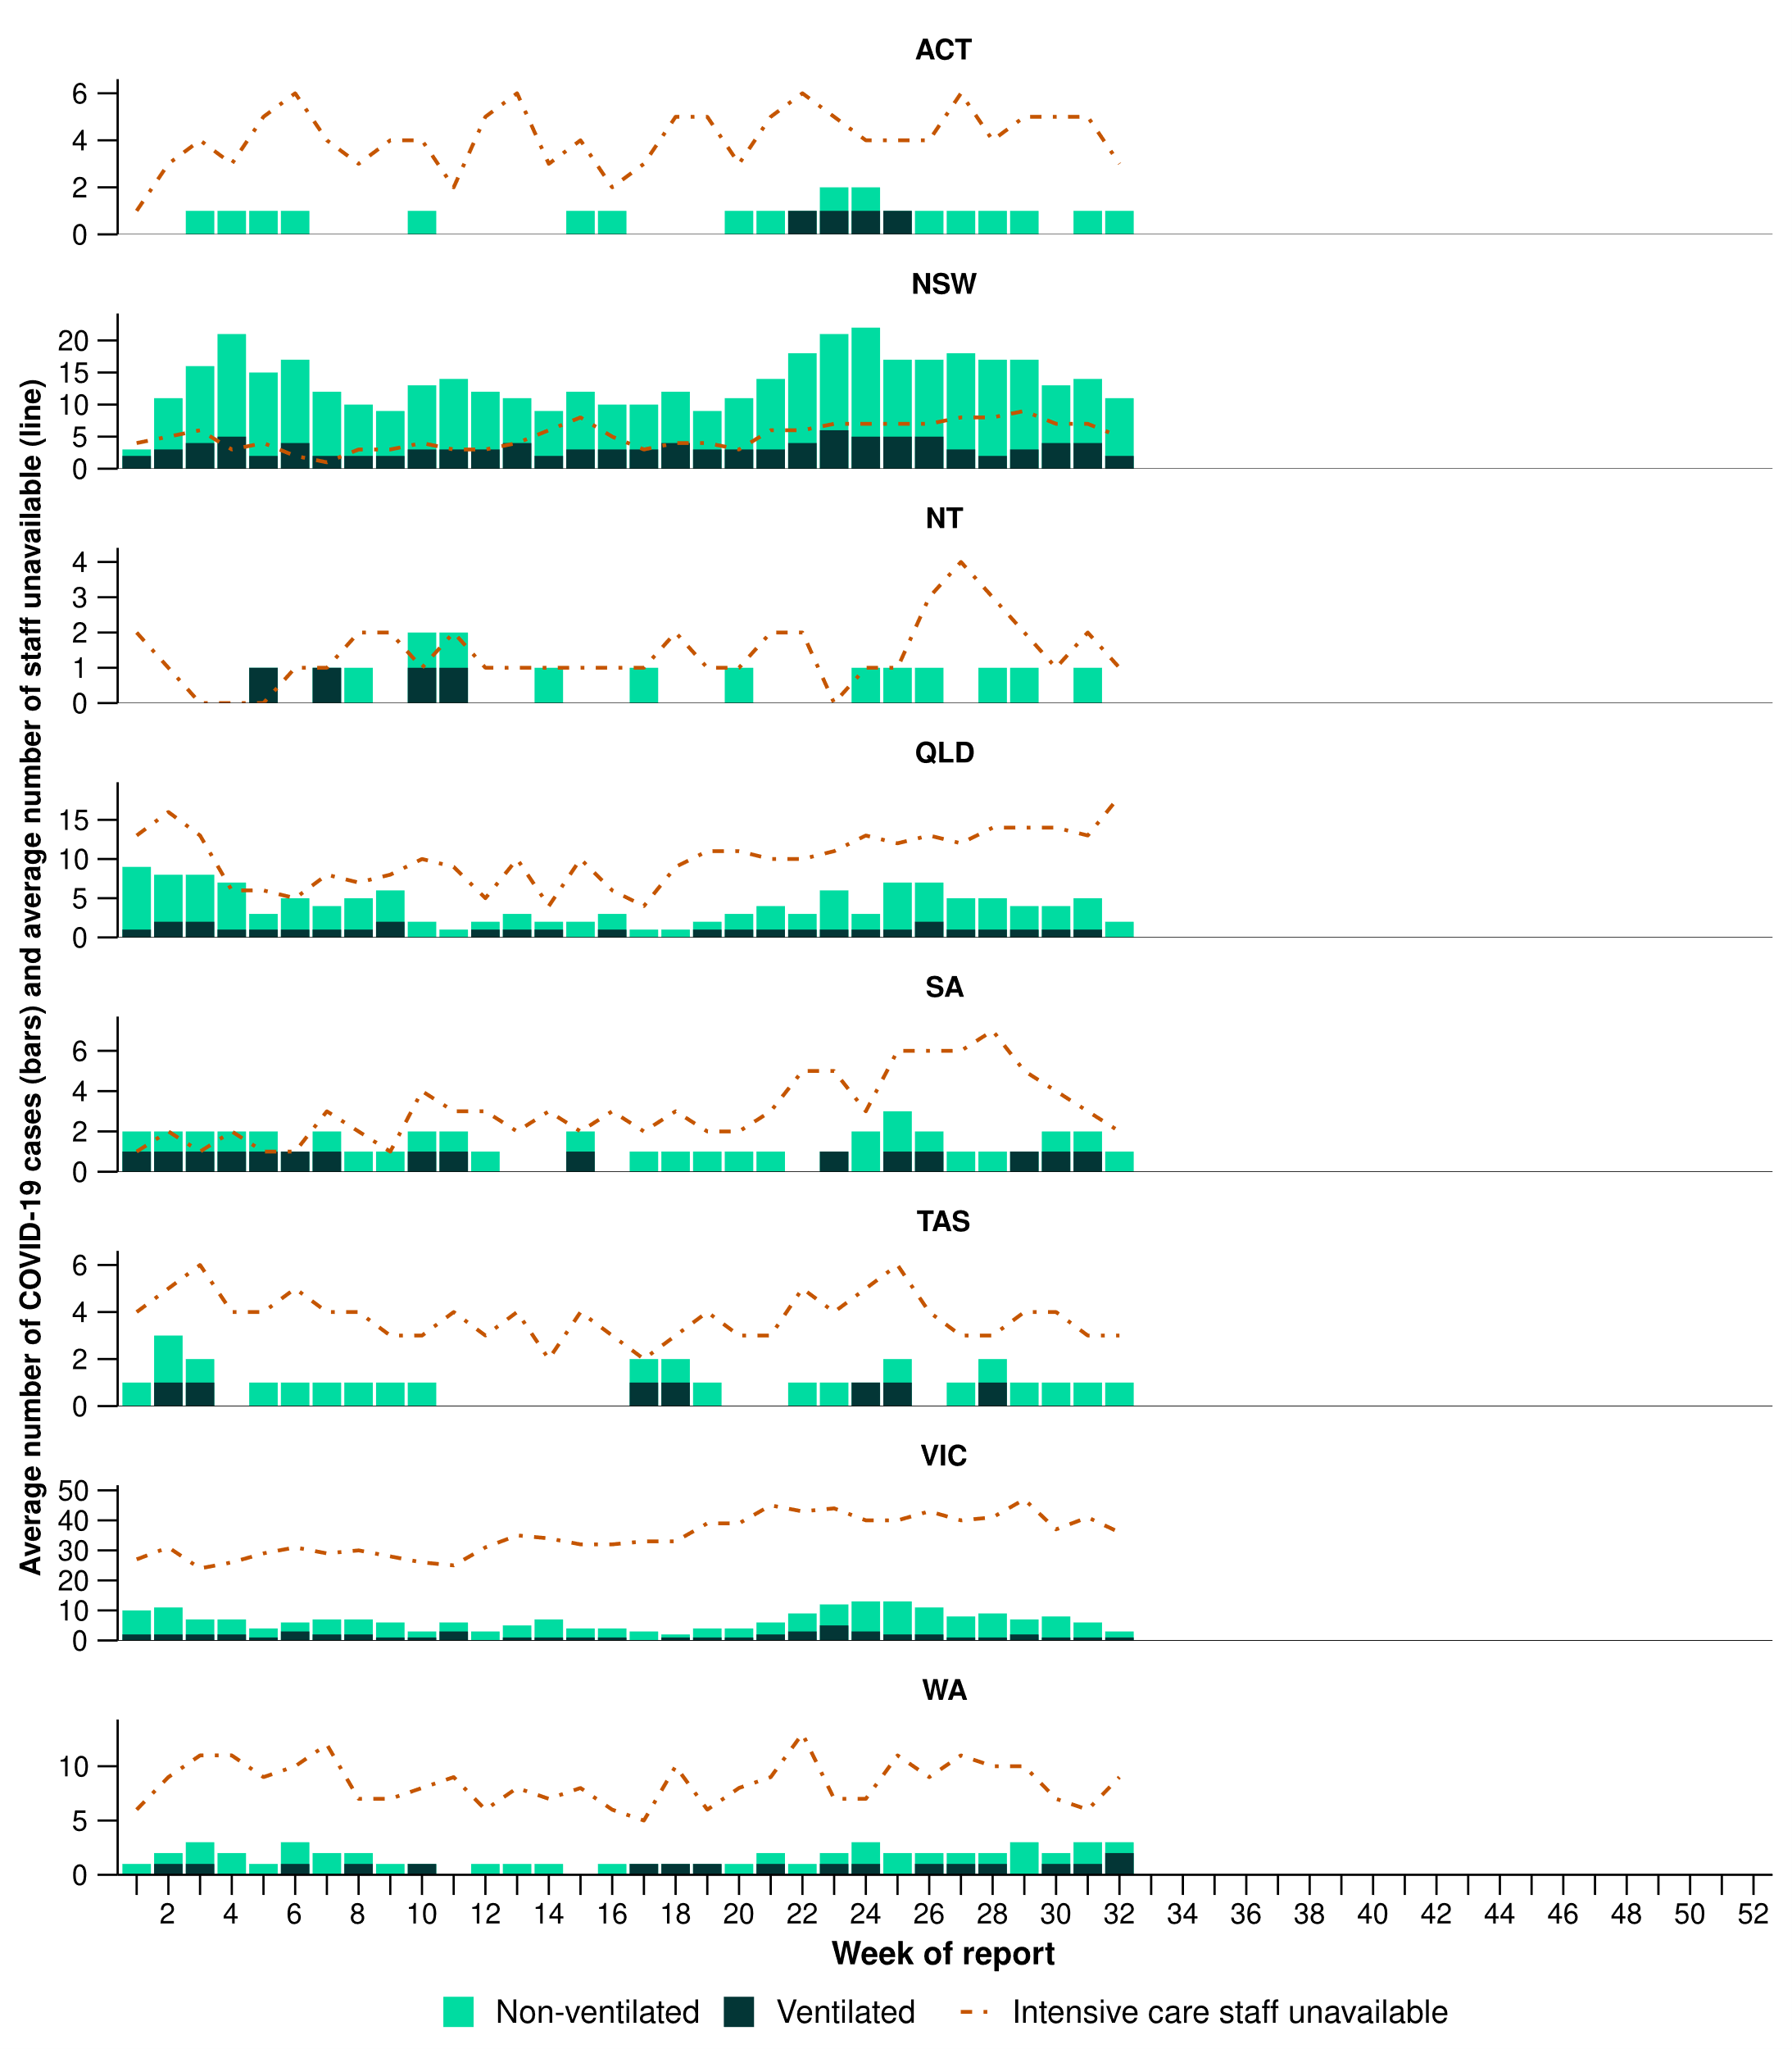 Average number of COVID-19 cases (bars) and average number of staff unavailable (line)
ACT
6
4
2
0
NSW
20
15
10
5
0
NT
4
3
2
1
0
QLD
15
10
5
0
SA
6
4
2
0
TAS
6
4
2
0
VIC
50
40
30
20
10
0
WA
10
5
0
2 4 6 8 10 12 14 16 18 20 22 24 26 28 30 32 34 36 38 40 42 44 46 48 50 52
Week of report
Non-ventilated Ventilated Intensive care staff unavailable